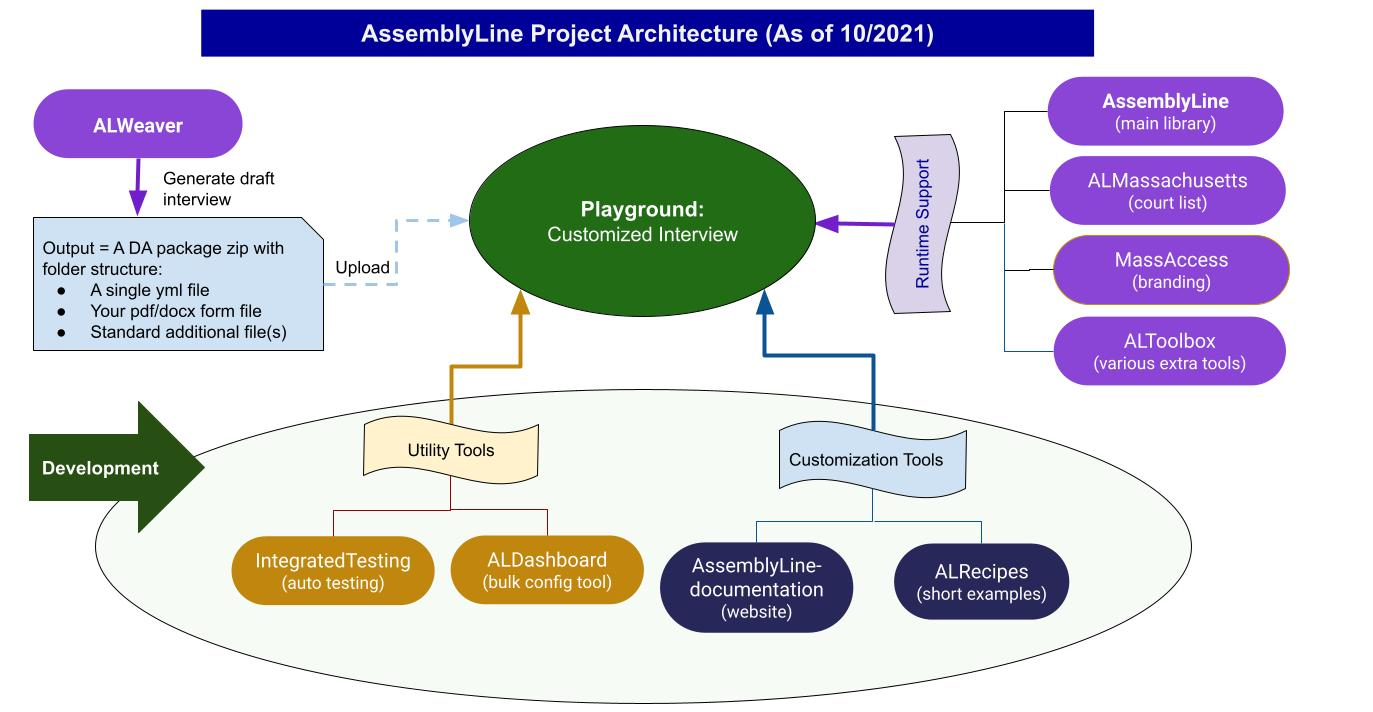 AssemblyLine Project Architecture (As of 10/2021)
ALWeaver
Generate draft
interview
Output = A DA package zip with
folder structure:
● A single yml file
● Your pdf/docx form file
● Standard additional file(s)
Upload
Playground:
Customized Interview
Runtime Support
AssemblyLine
(main library)
ALMassachusetts
(court list)
MassAccess
(branding)
ALToolbox
(various extra tools)
Development
Utility Tools
Customization Tools
IntegratedTesting
(auto testing)
ALDashboard
(bulk config tool)
AssemblyLine-
documentation
(website)
ALRecipes
(short examples)